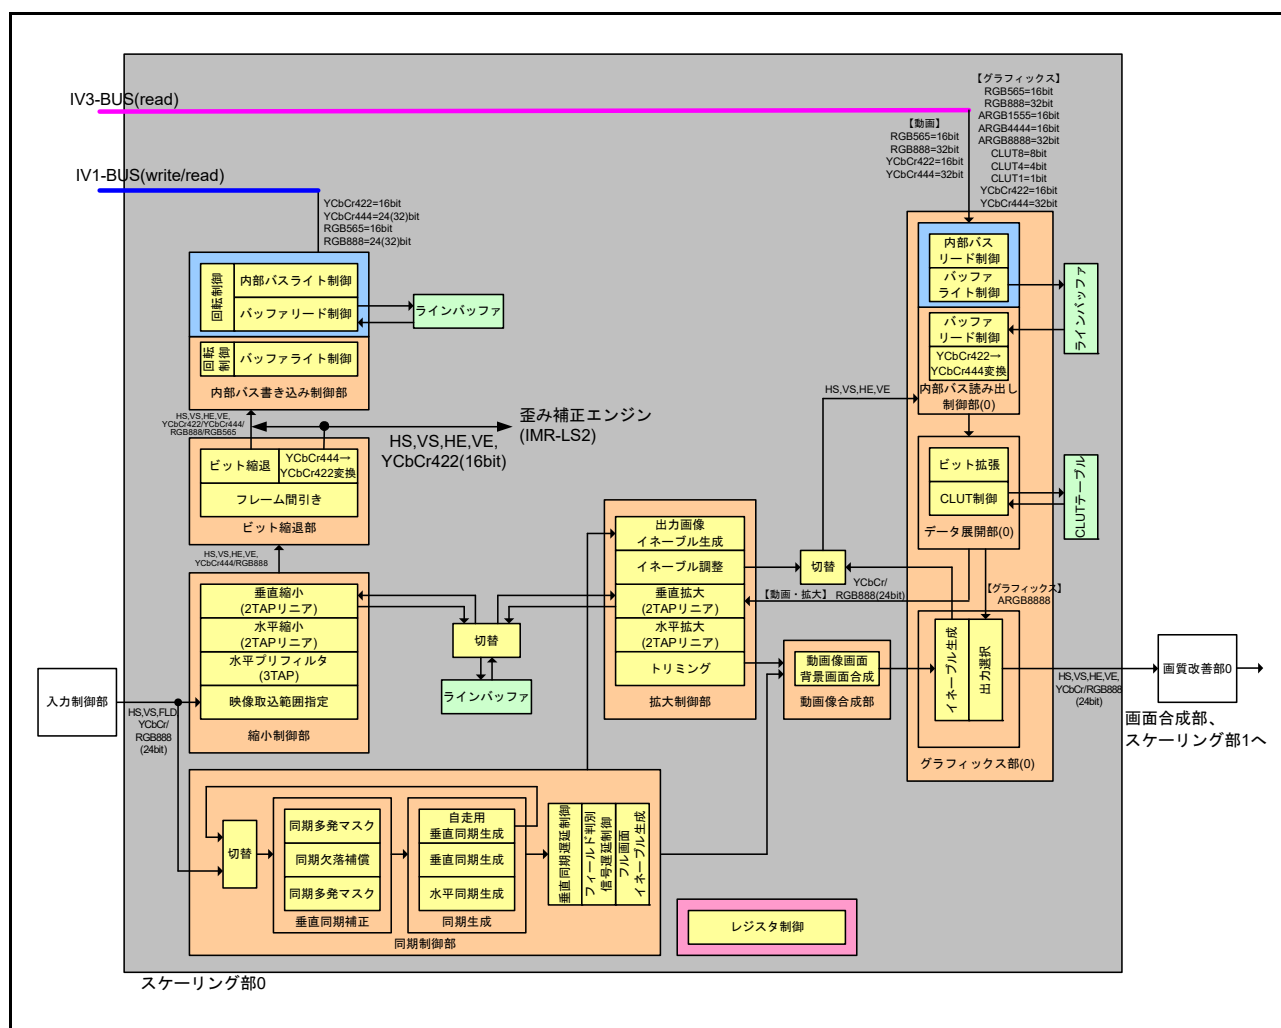 IV3-BUS(read)
【グラフィックス】
RGB565=16bit
RGB888=32bit
ARGB1555=16bit
ARGB4444=16bit
ARGB8888=32bit
CLUT8=8bit
CLUT4=4bit
CLUT1=1bit
YCbCr422=16bit
YCbCr444=32bit
【動画】
RGB565=16bit
RGB888=32bit
YCbCr422=16bit
YCbCr444=32bit
IV1-BUS(write/read)
YCbCr422=16bit
YCbCr444=24(32)bit
RGB565=16bit
RGB888=24(32)bit
回転制御
内部バスライト制御
バッファリード制御
ラインバッファ
回転
制御
バッファライト制御
内部バス書き込み制御部
内部バス
リード制御
バッファ
ライト制御
バッファ
リード制御
YCbCr422→
YCbCr444変換
内部バス読み出し
制御部(0)
ラインバッファ
HS,VS,HE,VE
HS,VS,HE,VE,
YCbCr422/YCbCr444/
RGB888/RGB565
歪み補正エンジン
(IMR-LS2)
HS,VS,HE,VE,
YCbCr422(16bit)
ビット縮退
YCbCr444→
YCbCr422変換
フレーム間引き
ビット縮退部
ビット拡張
CLUT制御
データ展開部(0)
CLUTテーブル
HS,VS,HE,VE,
YCbCr444/RGB888
出力画像
イネーブル生成
イネーブル調整
垂直拡大
(2TAPリニア)
水平拡大
(2TAPリニア)
トリミング
拡大制御部
切替
YCbCr/
【動画・拡大】 RGB888(24bit)
【グラフィックス】
ARGB8888
垂直縮小
(2TAPリニア)
水平縮小
(2TAPリニア)
水平プリフィルタ
(3TAP)
映像取込範囲指定
縮小制御部
切替
ラインバッファ
動画像画面
背景画面合成
動画像合成部
イネーブル生成
出力選択
グラフィックス部(0)
HS,VS,HE,VE,
YCbCr/RGB888
(24bit)
画質改善部0
画面合成部、
スケーリング部1へ
入力制御部
HS,VS,FLD,
YCbCr/
RGB888
(24bit)
切替
同期多発マスク
同期欠落補償
同期多発マスク
垂直同期補正
自走用
垂直同期生成
垂直同期生成
水平同期生成
同期生成
垂直同期遅延制御
フィールド判別
信号遅延制御
フル画面
イネーブル生成
同期制御部
レジスタ制御
スケーリング部0